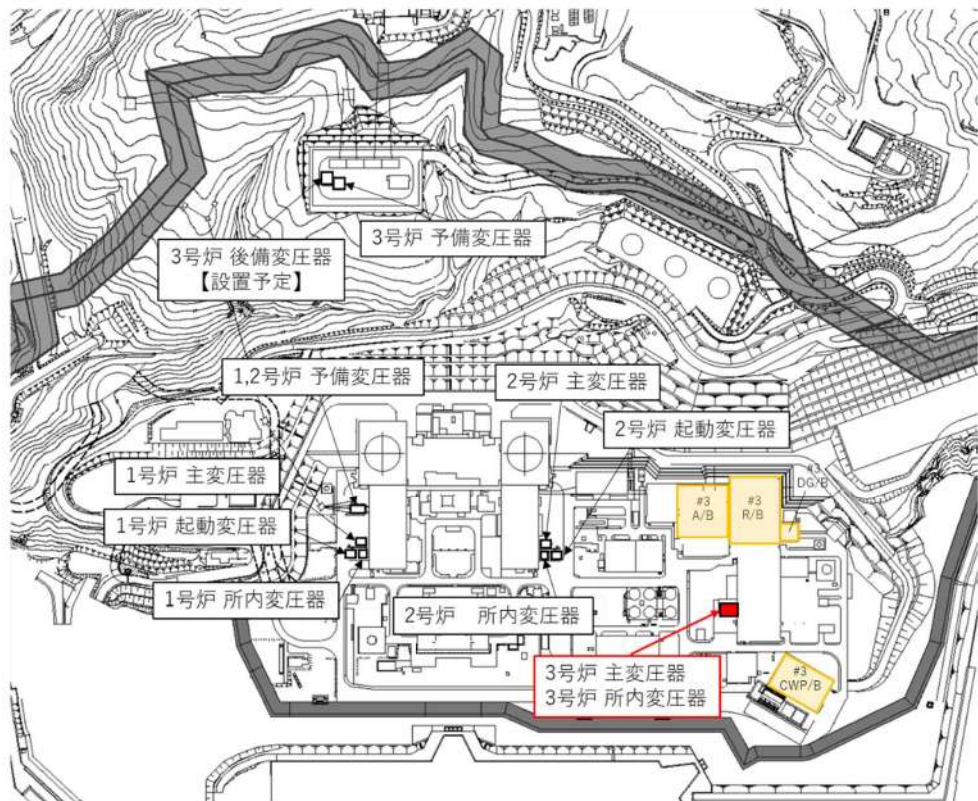 3号炉 予備変圧器
3号炉 後備変圧器
【設置予定】
1,2号炉 予備変圧器
2号炉 主変圧器
2号炉 起動変圧器
1号炉 主変圧器
1号炉 起動変圧器
1号炉 所内変圧器
2号炉 所内変圧器
#3
A/B
#3
R/B
#3
DG/B
3号炉 主変圧器
3号炉 所内変圧器
#3
CWP/B